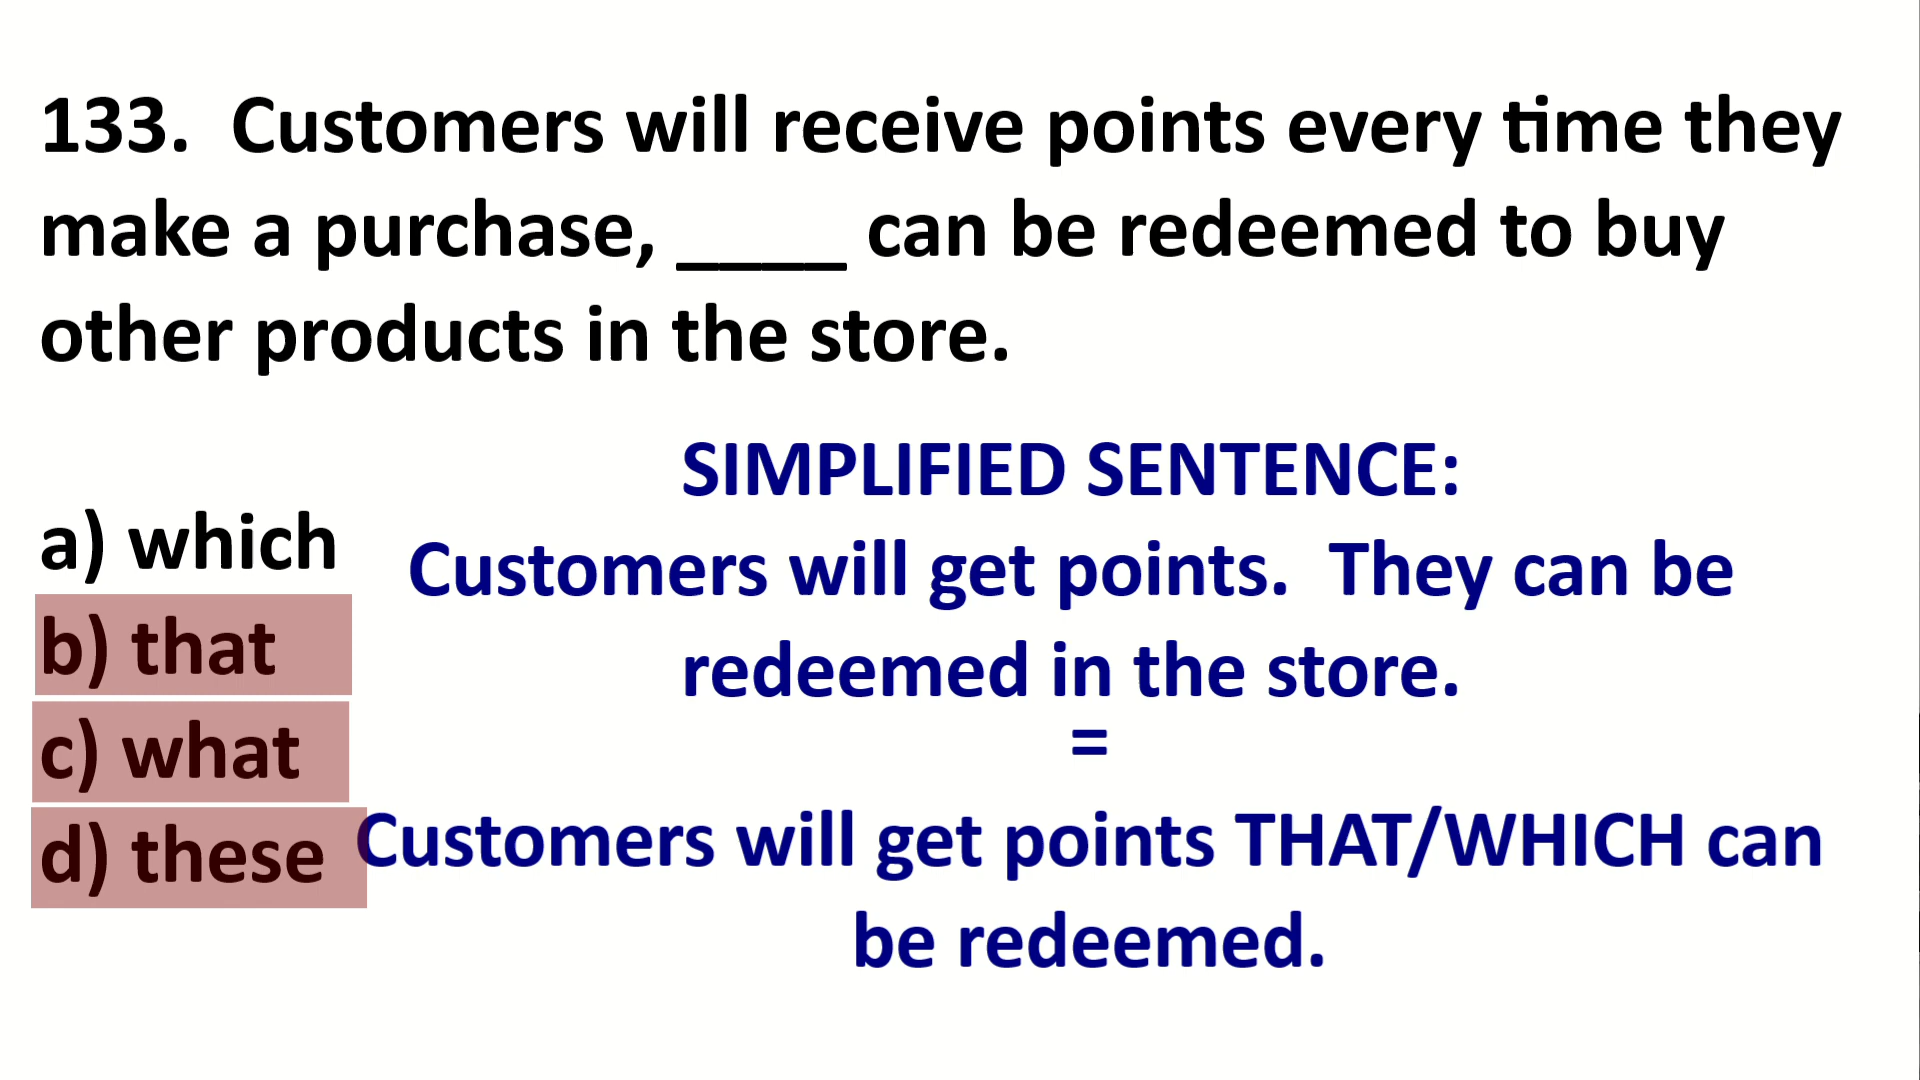 133. Customers will receive points every time they
make a purchase, ____ can be redeemed to buy
other products in the store.
a) which
b) that
c) what
d) these
SIMPLIFIED SENTENCE:
Customers will get points. They can be
redeemed in the store.
=
Customers will get points THAT/WHICH can
be redeemed.